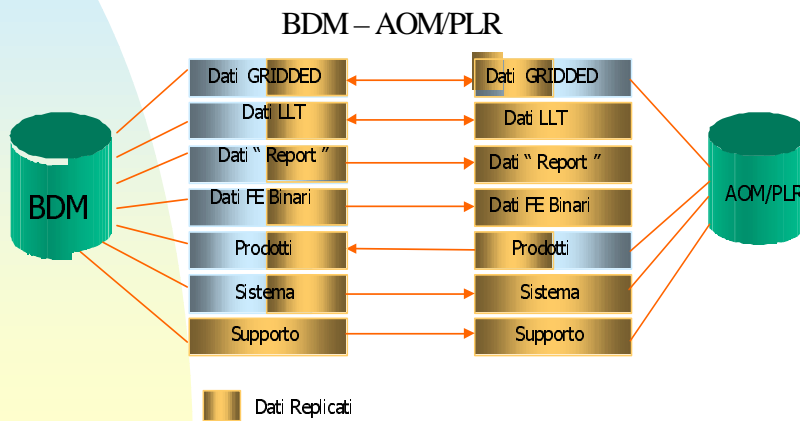 BDM – AOM/PLR
Dati GRIDDED
Dati GRIDDED
Dati LLT
Dati LLT
Dati “ Report ”
Dati “ Report ”
BDM
Dati FE Binari
Dati FE Binari
AOM/PLR
Prodotti
Prodotti
Sistema
Sistema
Supporto
Supporto
Dati Replicati